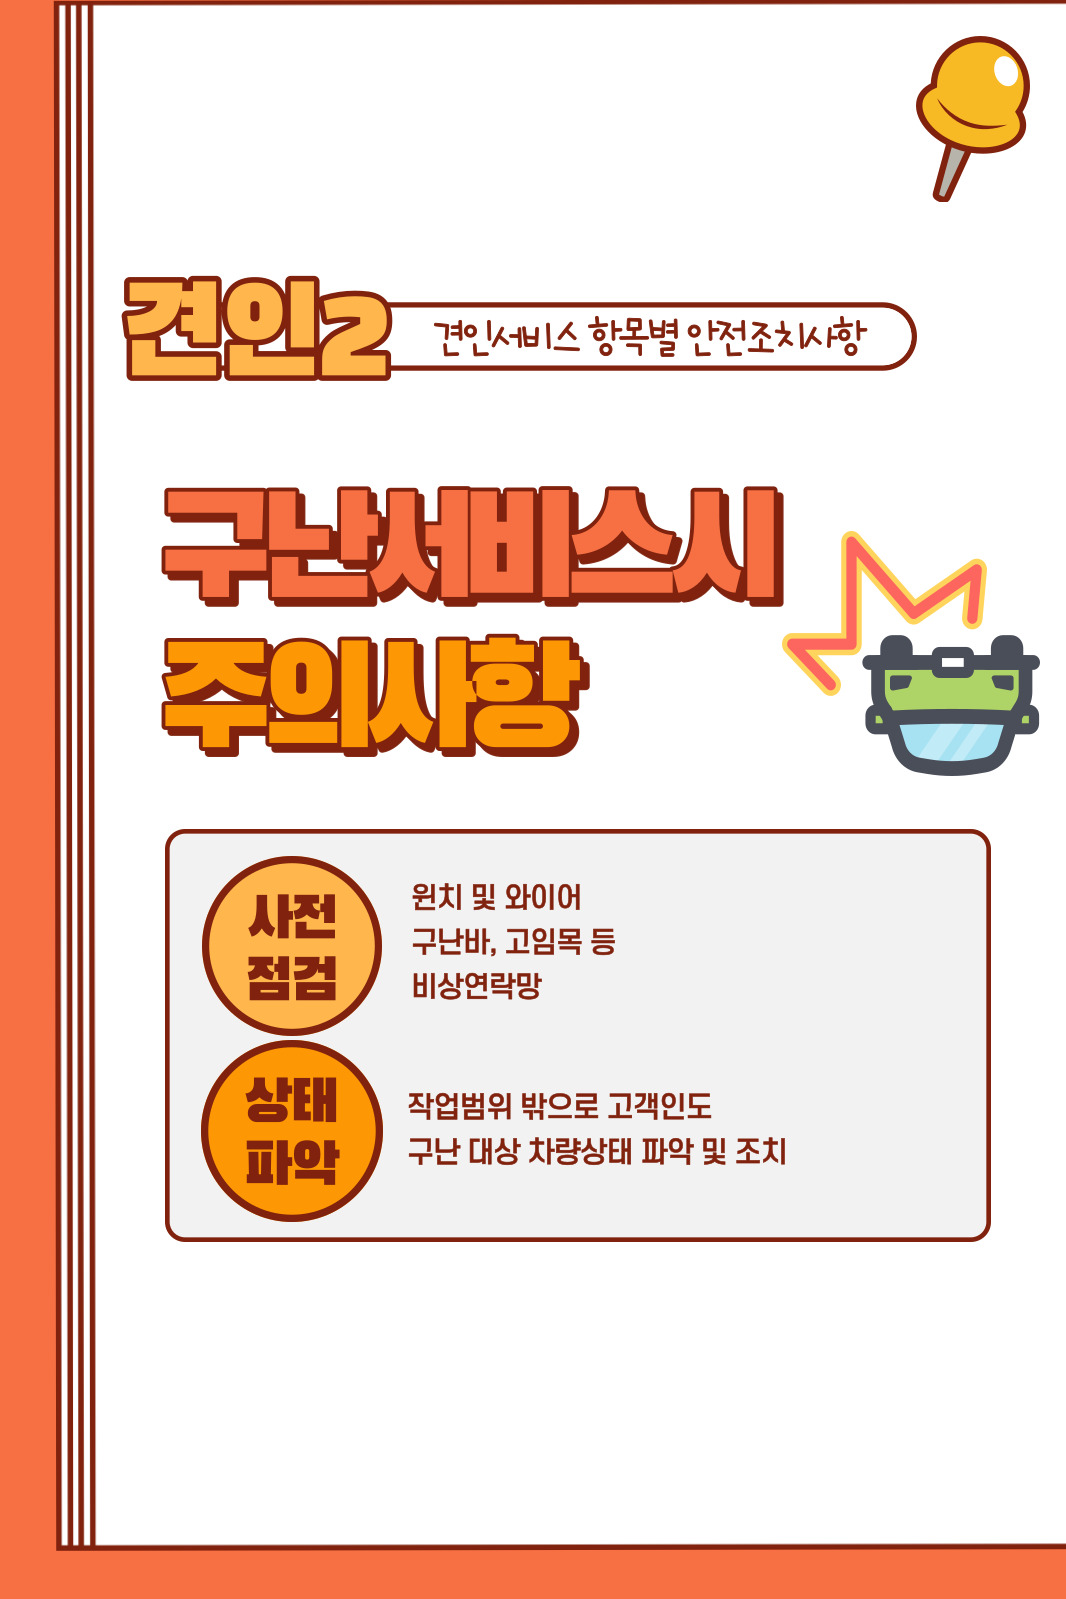 견인2
견인서비스 항목별 안전조치사항
구난서비스시
주의사항
사전
점검
윈치 및 와이어
구난바, 고임목 등
비상연락망
상태
파악
작업범위 밖으로 고객인도
구난 대상 차량상태 파악 및 조치